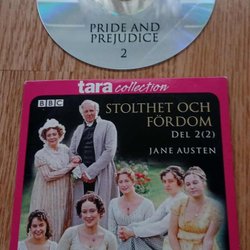 PRIDE AND
PREJUDICE
2
tara collection
BBC
STOLTHET OCH
FÖRDOM
DEL 2(2)
JANE AUSTEN